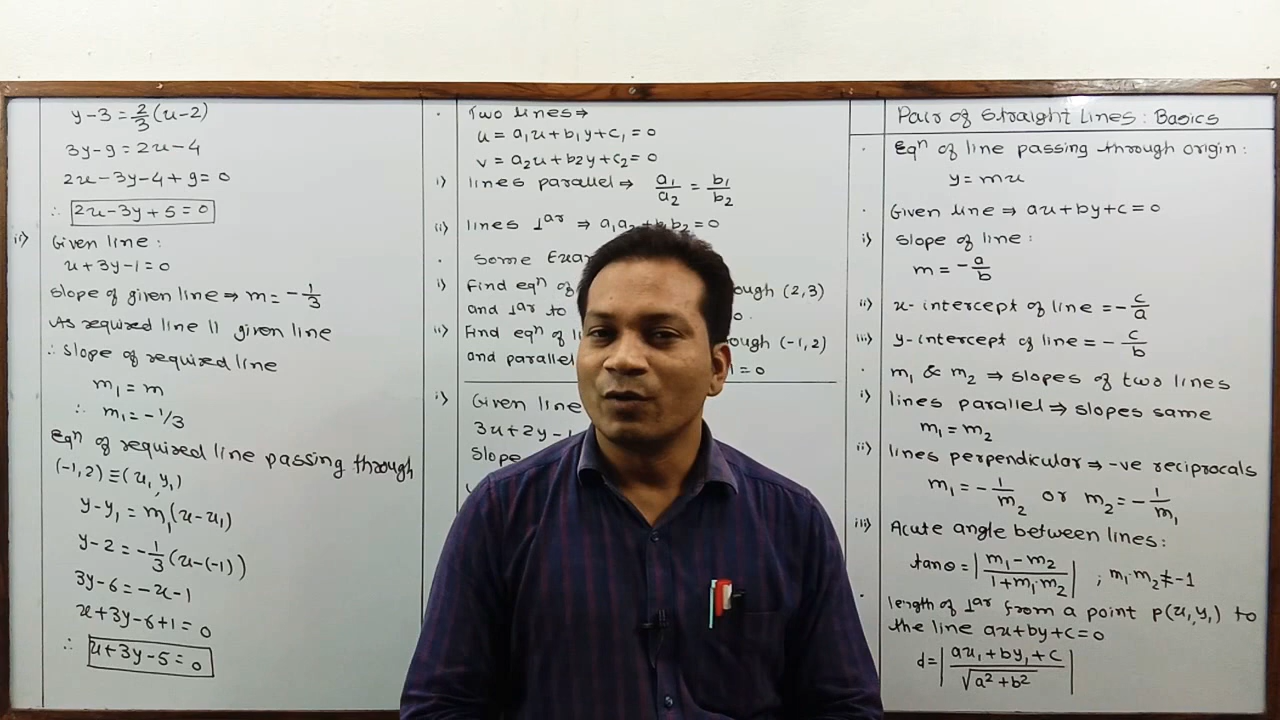 y-3 = 2/3 (x-2)
3y-9 = 2x-4
2x-3y-4+9 = 0
∴ 2x-3y+5 = 0
ii) Given line:
x+3y-1 = 0
Slope of given line ⇒ m = -1/3
As required line || given line
∴ slope of required line
m₁ = m
∴ m₁ = -1/3
Eqⁿ of required line passing through
(-1,2) ≡ (x₁, y₁)
y-y₁ = m₁(x-x₁)
y-2 = -1/3 (x-(-1))
3y-6 = -x-1
x+3y-6+1 = 0
∴ x+3y-5 = 0
· Two lines ⇒
u = a₁x+b₁y+c₁ = 0
v = a₂x+b₂y+c₂ = 0
i) lines parallel ⇒ a₁/a₂ = b₁/b₂
ii) lines ⊥ar ⇒ a₁a₂+b₁b₂ = 0
· Some
i) Find eqⁿ of through (2,3)
and ⊥ar to 0.
ii) Find eqⁿ of through (-1,2)
and parallel = 0
i) Given line
3x+2y-
Slope
Pair of Straight Lines: Basics
· Eqⁿ of line passing through origin:
y = mx
· Given line ⇒ ax+by+c = 0
i) slope of line:
m = -a/b
ii) x-intercept of line = -c/a
iii) y-intercept of line = -c/b
· m₁ & m₂ ⇒ slopes of two lines
i) lines parallel ⇒ slopes same
m₁ = m₂
ii) lines perpendicular ⇒ -ve reciprocals
m₁ = -1/m₂ or m₂ = -1/m₁
iii) Acute angle between lines:
tanθ = |(m₁-m₂)/(1+m₁·m₂)| ; m₁·m₂ ≠ -1
· length of ⊥ar from a point P(x₁,y₁) to
the line ax+by+c = 0
d = |(ax₁+by₁+c)/√(a²+b²)|